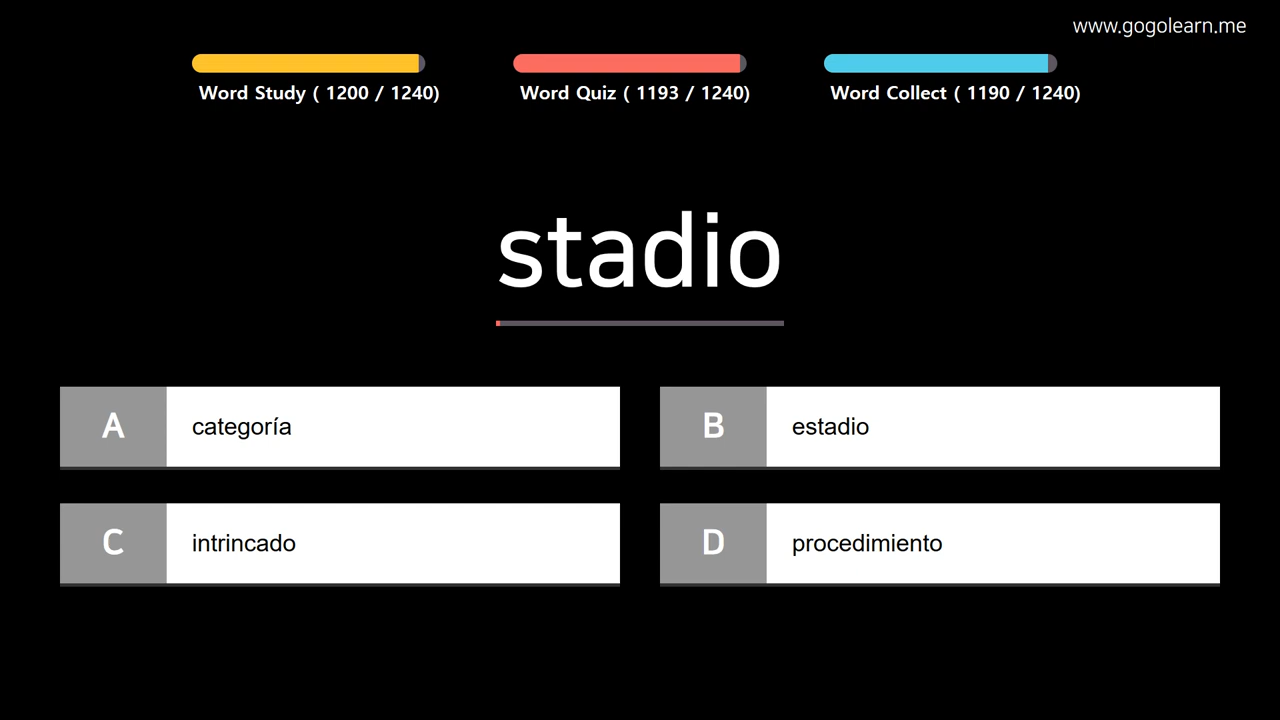 www.gogolearn.me
Word Study ( 1200 / 1240)
Word Quiz ( 1193 / 1240)
Word Collect ( 1190 / 1240)
stadio
A categoría
B estadio
C intrincado
D procedimiento